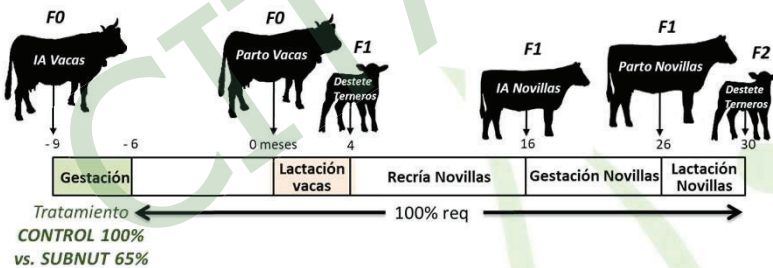 F0
IA Vacas
F0
Parto Vacas
F1
Destete
Terneros
F1
IA Novillas
F1
Parto Novillas
F2
Destete
Terneros
- 9
- 6
0 meses
4
16
26
30
Gestación
Lactación
vacas
Recría Novillas
Gestación Novillas
Lactación
Novillas
Tratamiento
CONTROL 100%
vs. SUBNUT 65%
100% req
CITA